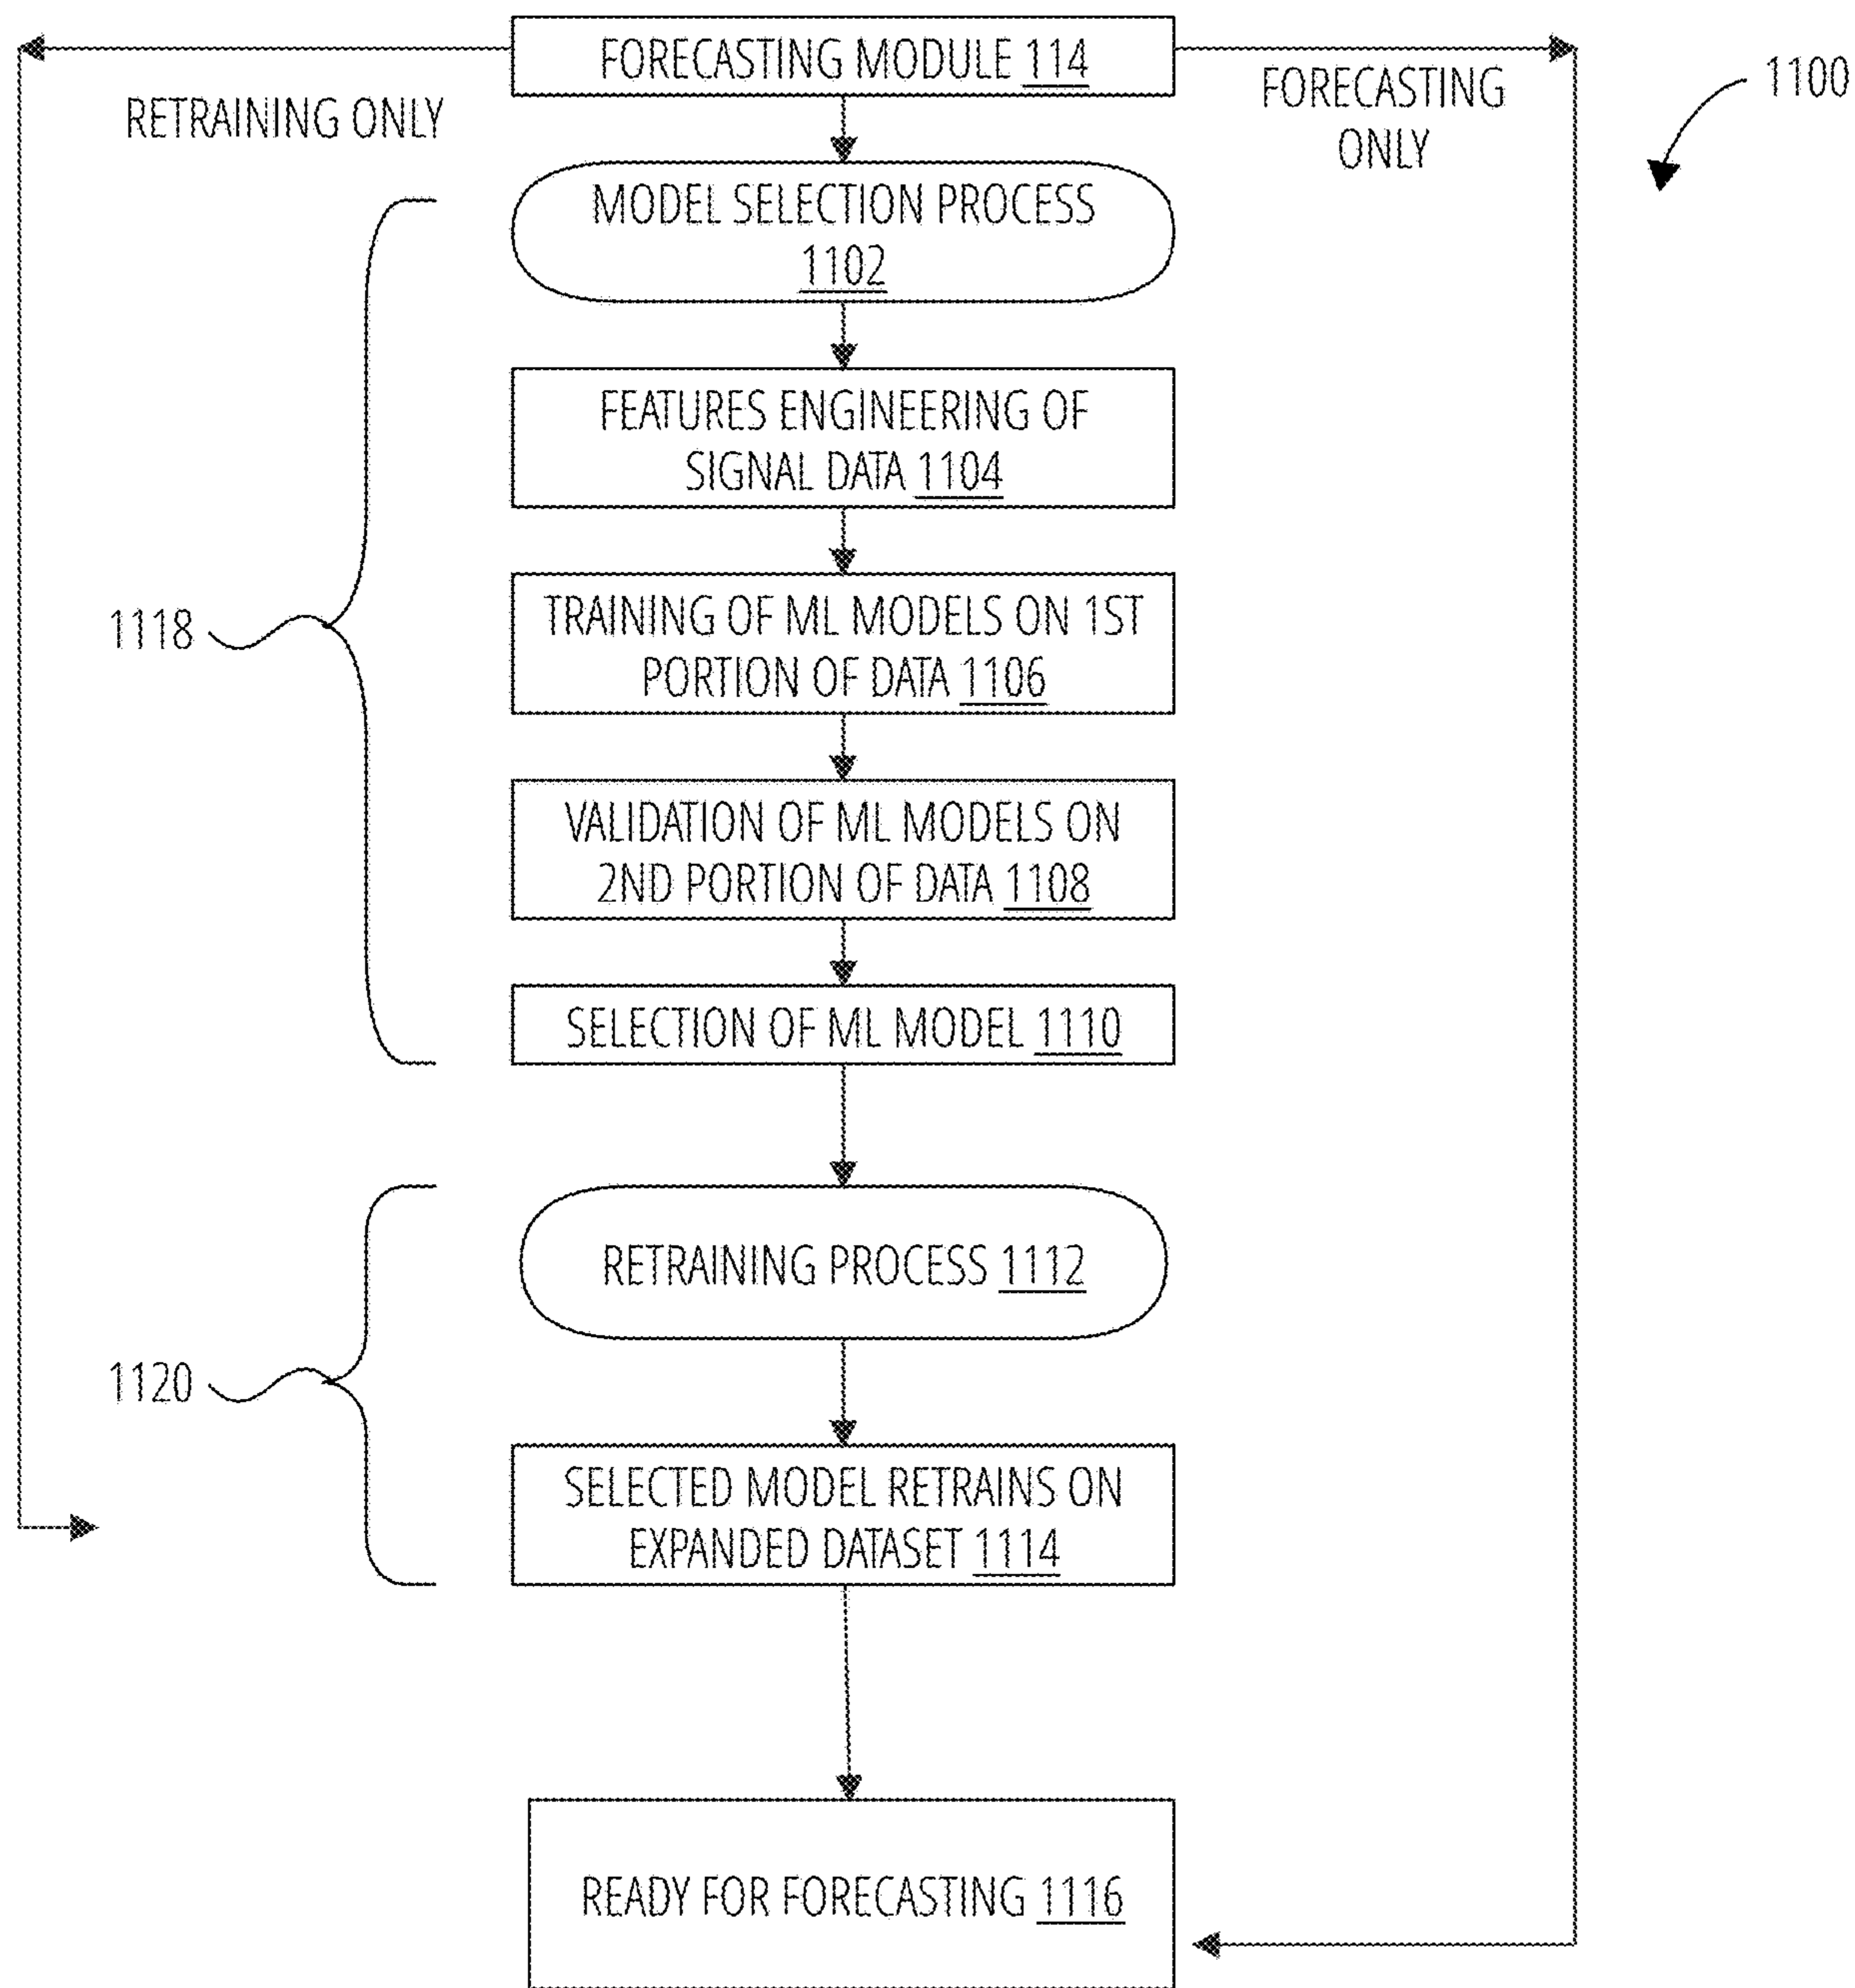 FORECASTING MODULE 114
RETRAINING ONLY
FORECASTING
ONLY
1100
MODEL SELECTION PROCESS
1102
FEATURES ENGINEERING OF
SIGNAL DATA 1104
1118
TRAINING OF ML MODELS ON 1ST
PORTION OF DATA 1106
VALIDATION OF ML MODELS ON
2ND PORTION OF DATA 1108
SELECTION OF ML MODEL 1110
RETRAINING PROCESS 1112
1120
SELECTED MODEL RETRAINS ON
EXPANDED DATASET 1114
READY FOR FORECASTING 1116